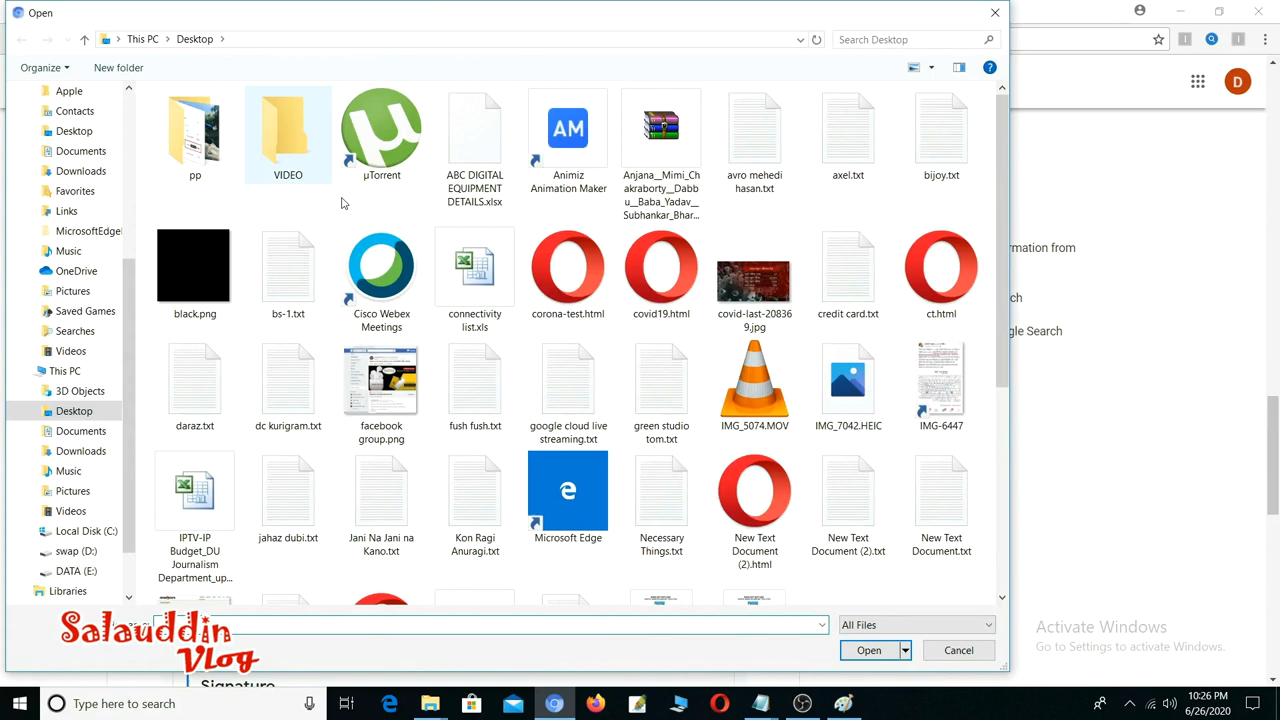 Open
This PC
Desktop
Search Desktop
Organize
New folder
D
Apple
Contacts
Desktop
Documents
Downloads
Favorites
Links
MicrosoftEdge
Music
OneDrive
Pictures
Saved Games
Searches
Videos
This PC
3D Objects
Desktop
Documents
Downloads
Music
Pictures
Videos
Local Disk (C:)
swap (D:)
DATA (E:)
Libraries
pp
VIDEO
µTorrent
ABC DIGITAL
EQUIPMENT
DETAILS.xlsx
AM
Animiz
Animation Maker
Anjana__Mimi_Ch
akraborty__Dabb
u__Baba_Yadav__
Subhankar_Bhar...
avro mehedi
hasan.txt
axel.txt
bijoy.txt
black.png
bs-1.txt
Cisco Webex
Meetings
connectivity
list.xls
corona-test.html
covid19.html
covid-last-20836
9.jpg
credit card.txt
ct.html
daraz.txt
dc kurigram.txt
facebook
group.png
fush fush.txt
google cloud live
streaming.txt
green studio
tom.txt
IMG_5074.MOV
IMG_7042.HEIC
IMG-6447
IPTV-IP
Budget_DU
Journalism
Department_up...
jahaz dubi.txt
Jani Na Jani na
Kano.txt
Kon Ragi
Anuragi.txt
Microsoft Edge
Necessary
Things.txt
New Text
Document
(2).html
New Text
Document (2).txt
New Text
Document.txt
rmation from
ch
gle Search
Salauddin
Vlog
All Files
Open
Cancel
Activate Windows
Go to Settings to activate Windows.
Signature
Type here to search
10:26 PM
6/26/2020